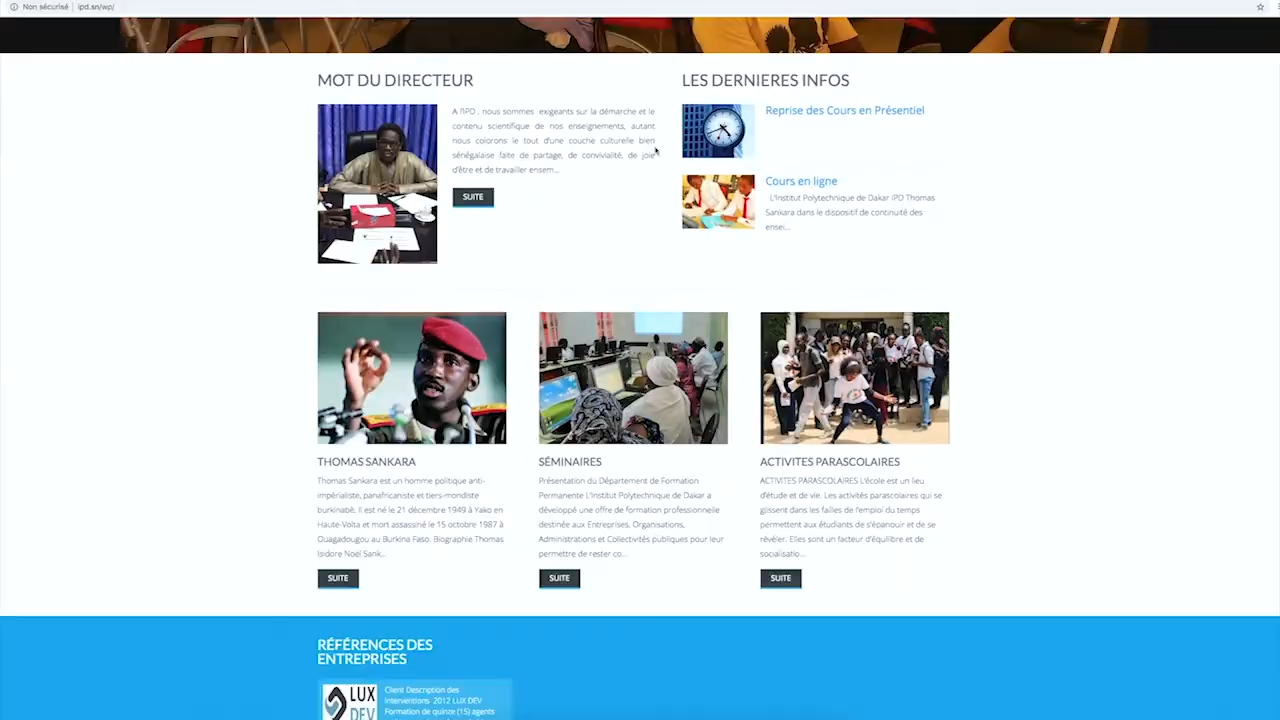 Non sécurisé | ipd.sn/wp/
MOT DU DIRECTEUR
A l'IPD , nous sommes exigeants sur la démarche et le
contenu scientifique de nos enseignements, autant
nous colorons le tout d'une couche culturelle bien
sénégalaise faite de partage, de convivialité, de joie
d'être et de travailler ensem...
SUITE
LES DERNIERES INFOS
Reprise des Cours en Présentiel
Cours en ligne
L'Institut Polytechnique de Dakar IPD Thomas
Sankara dans le dispositif de continuité des
ensei...
THOMAS SANKARA
Thomas Sankara est un homme politique anti-
impérialiste, panafricaniste et tiers-mondiste
burkinabè. Il est né le 21 décembre 1949 à Yako en
Haute-Volta et mort assassiné le 15 octobre 1987 à
Ouagadougou au Burkina Faso. Biographie Thomas
Isidore Noël Sank...
SUITE
SÉMINAIRES
Présentation du Département de Formation
Permanente L'Institut Polytechnique de Dakar a
développé une offre de formation professionnelle
destinée aux Entreprises, Organisations,
Administrations et Collectivités publiques pour leur
permettre de rester co...
SUITE
ACTIVITES PARASCOLAIRES
ACTIVITES PARASCOLAIRES L'école est un lieu
d'étude et de vie. Les activités parascolaires qui se
glissent dans les failles de l'emploi du temps
permettent aux étudiants de s'épanouir et de se
révéler. Elles sont un facteur d'équilibre et de
socialisatio...
SUITE
RÉFÉRENCES DES
ENTREPRISES
LUX
DEV
Client Description des
Interventions 2012 LUX DEV
Formation de quinze (15) agents